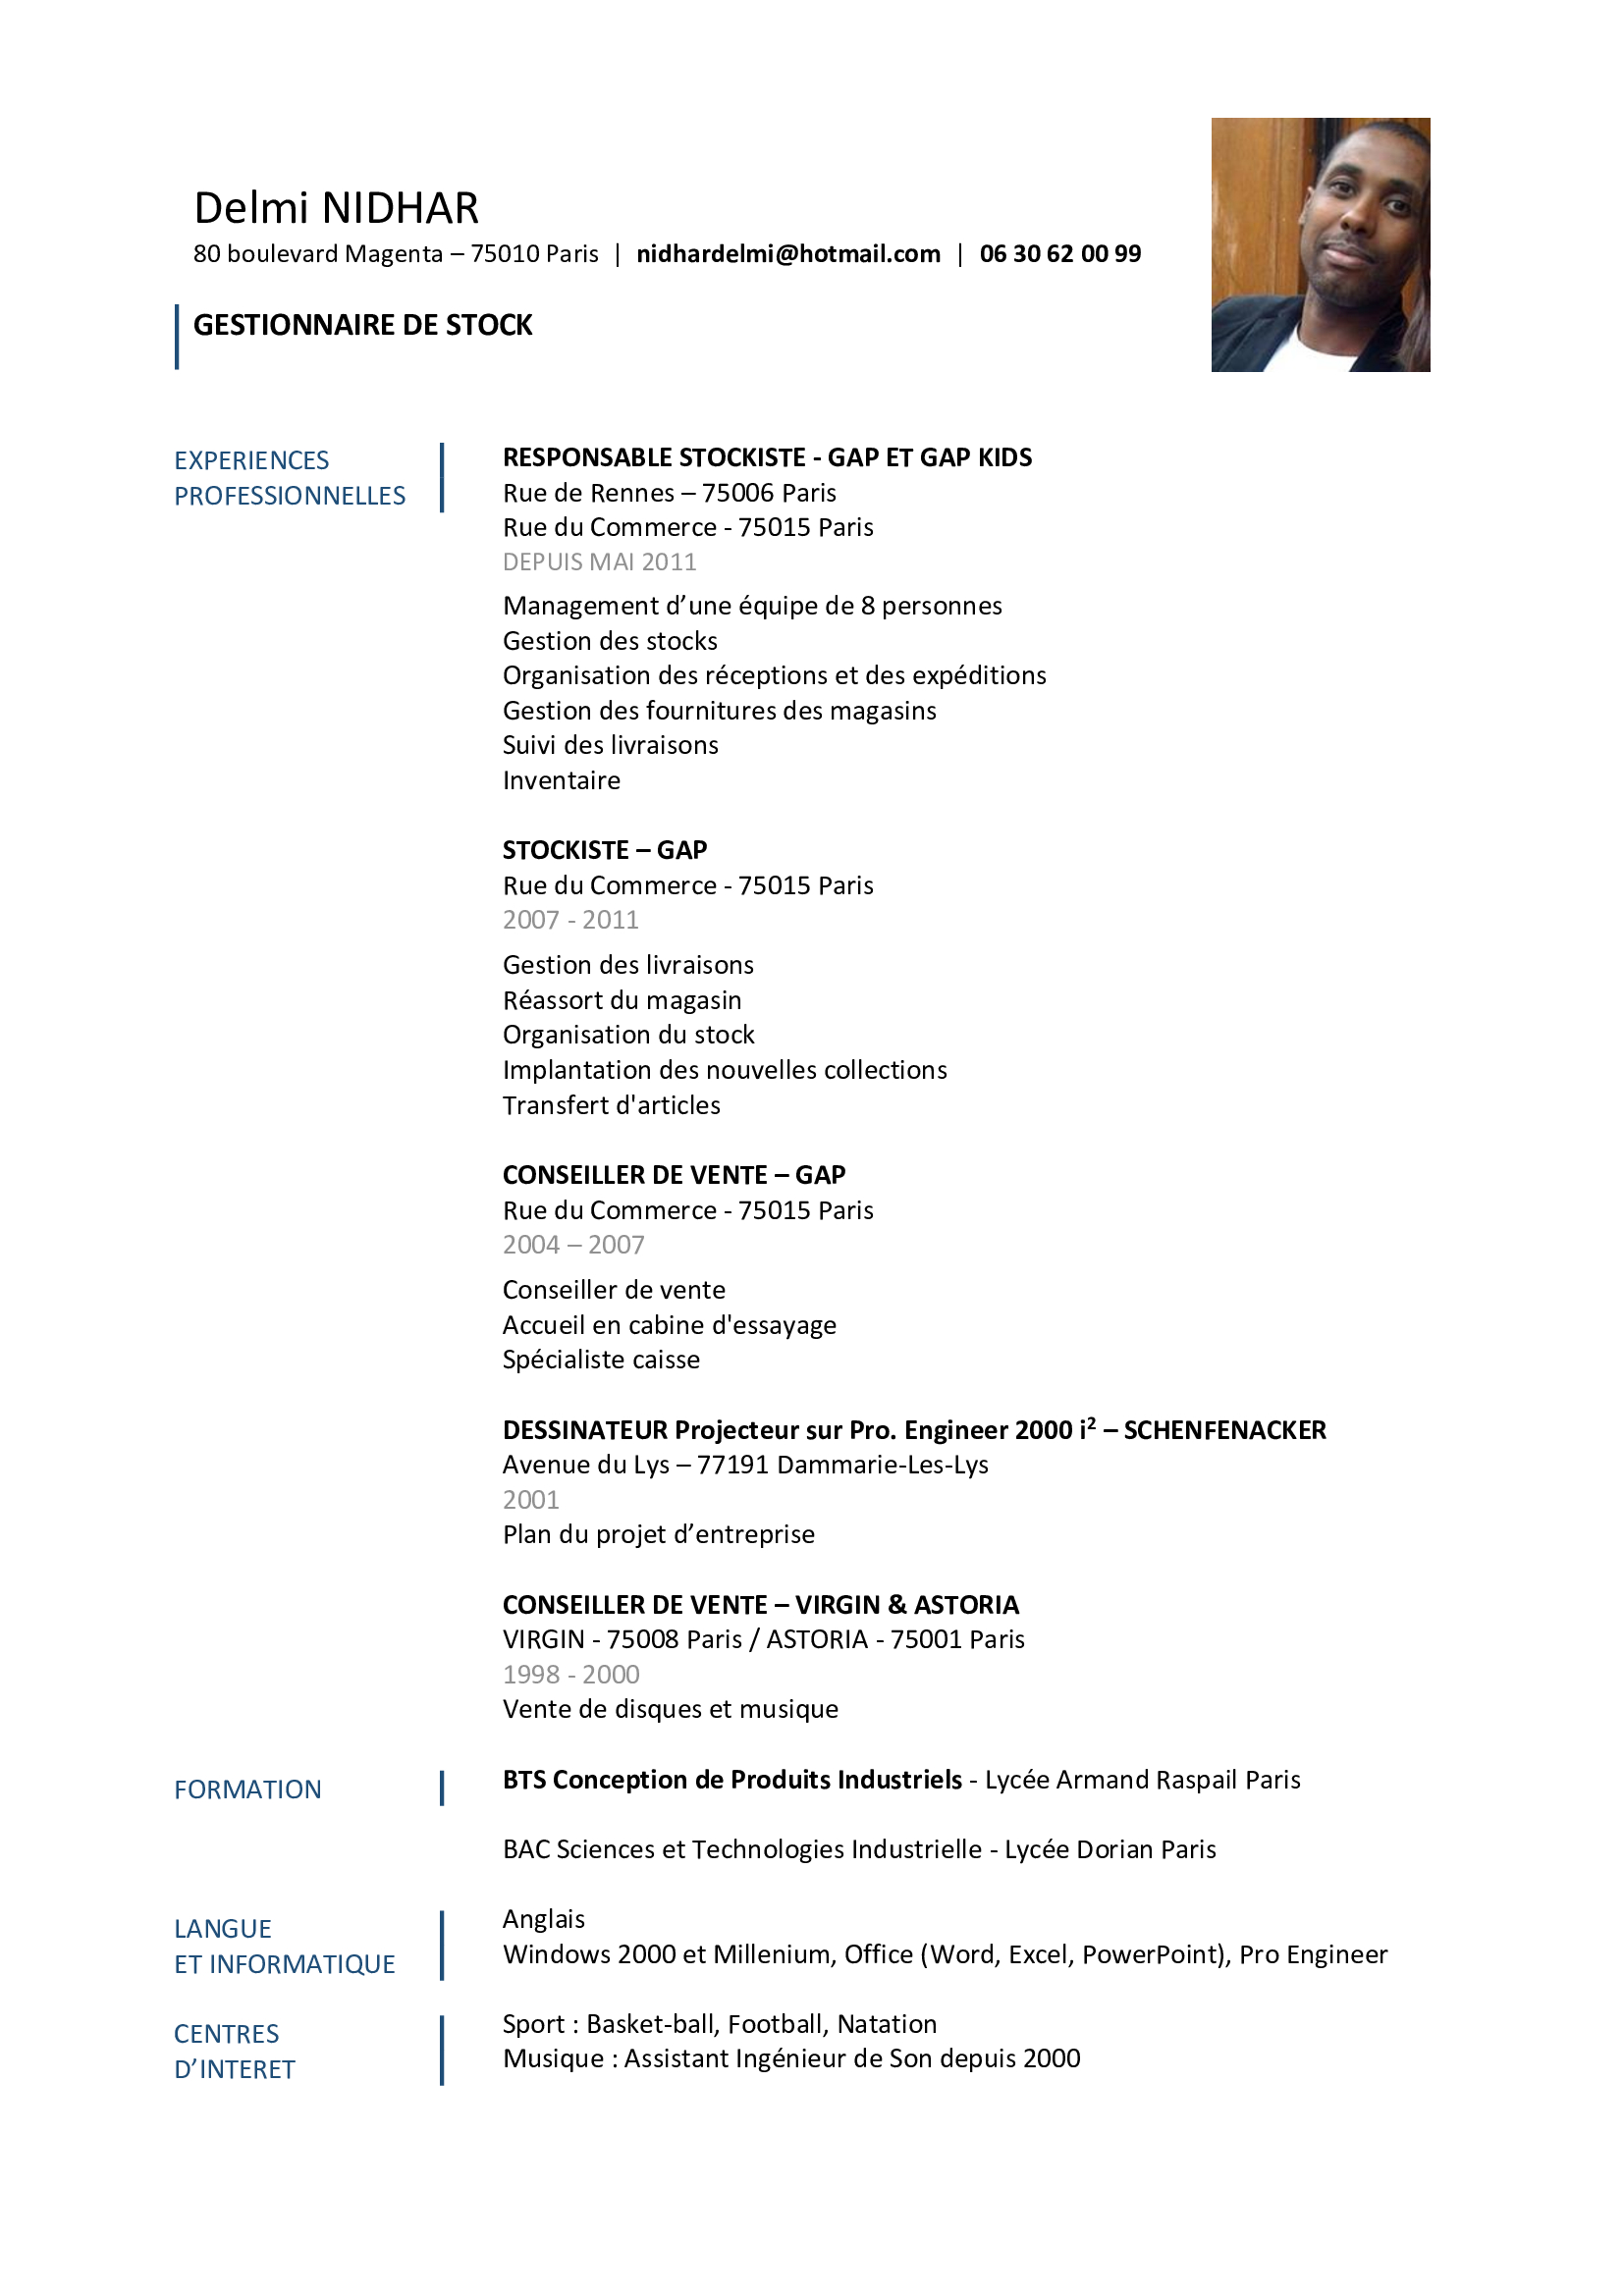 Delmi NIDHAR
80 boulevard Magenta – 75010 Paris | nidhardelmi@hotmail.com | 06 30 62 00 99
GESTIONNAIRE DE STOCK
EXPERIENCES
PROFESSIONNELLES
RESPONSABLE STOCKISTE - GAP ET GAP KIDS
Rue de Rennes – 75006 Paris
Rue du Commerce - 75015 Paris
DEPUIS MAI 2011
Management d’une équipe de 8 personnes
Gestion des stocks
Organisation des réceptions et des expéditions
Gestion des fournitures des magasins
Suivi des livraisons
Inventaire
STOCKISTE – GAP
Rue du Commerce - 75015 Paris
2007 - 2011
Gestion des livraisons
Réassort du magasin
Organisation du stock
Implantation des nouvelles collections
Transfert d'articles
CONSEILLER DE VENTE – GAP
Rue du Commerce - 75015 Paris
2004 – 2007
Conseiller de vente
Accueil en cabine d'essayage
Spécialiste caisse
DESSINATEUR Projecteur sur Pro. Engineer 2000 i² – SCHENFENACKER
Avenue du Lys – 77191 Dammarie-Les-Lys
2001
Plan du projet d’entreprise
CONSEILLER DE VENTE – VIRGIN & ASTORIA
VIRGIN - 75008 Paris / ASTORIA - 75001 Paris
1998 - 2000
Vente de disques et musique
FORMATION
BTS Conception de Produits Industriels - Lycée Armand Raspail Paris
BAC Sciences et Technologies Industrielle - Lycée Dorian Paris
LANGUE
ET INFORMATIQUE
Anglais
Windows 2000 et Millenium, Office (Word, Excel, PowerPoint), Pro Engineer
CENTRES
D’INTERET
Sport : Basket-ball, Football, Natation
Musique : Assistant Ingénieur de Son depuis 2000